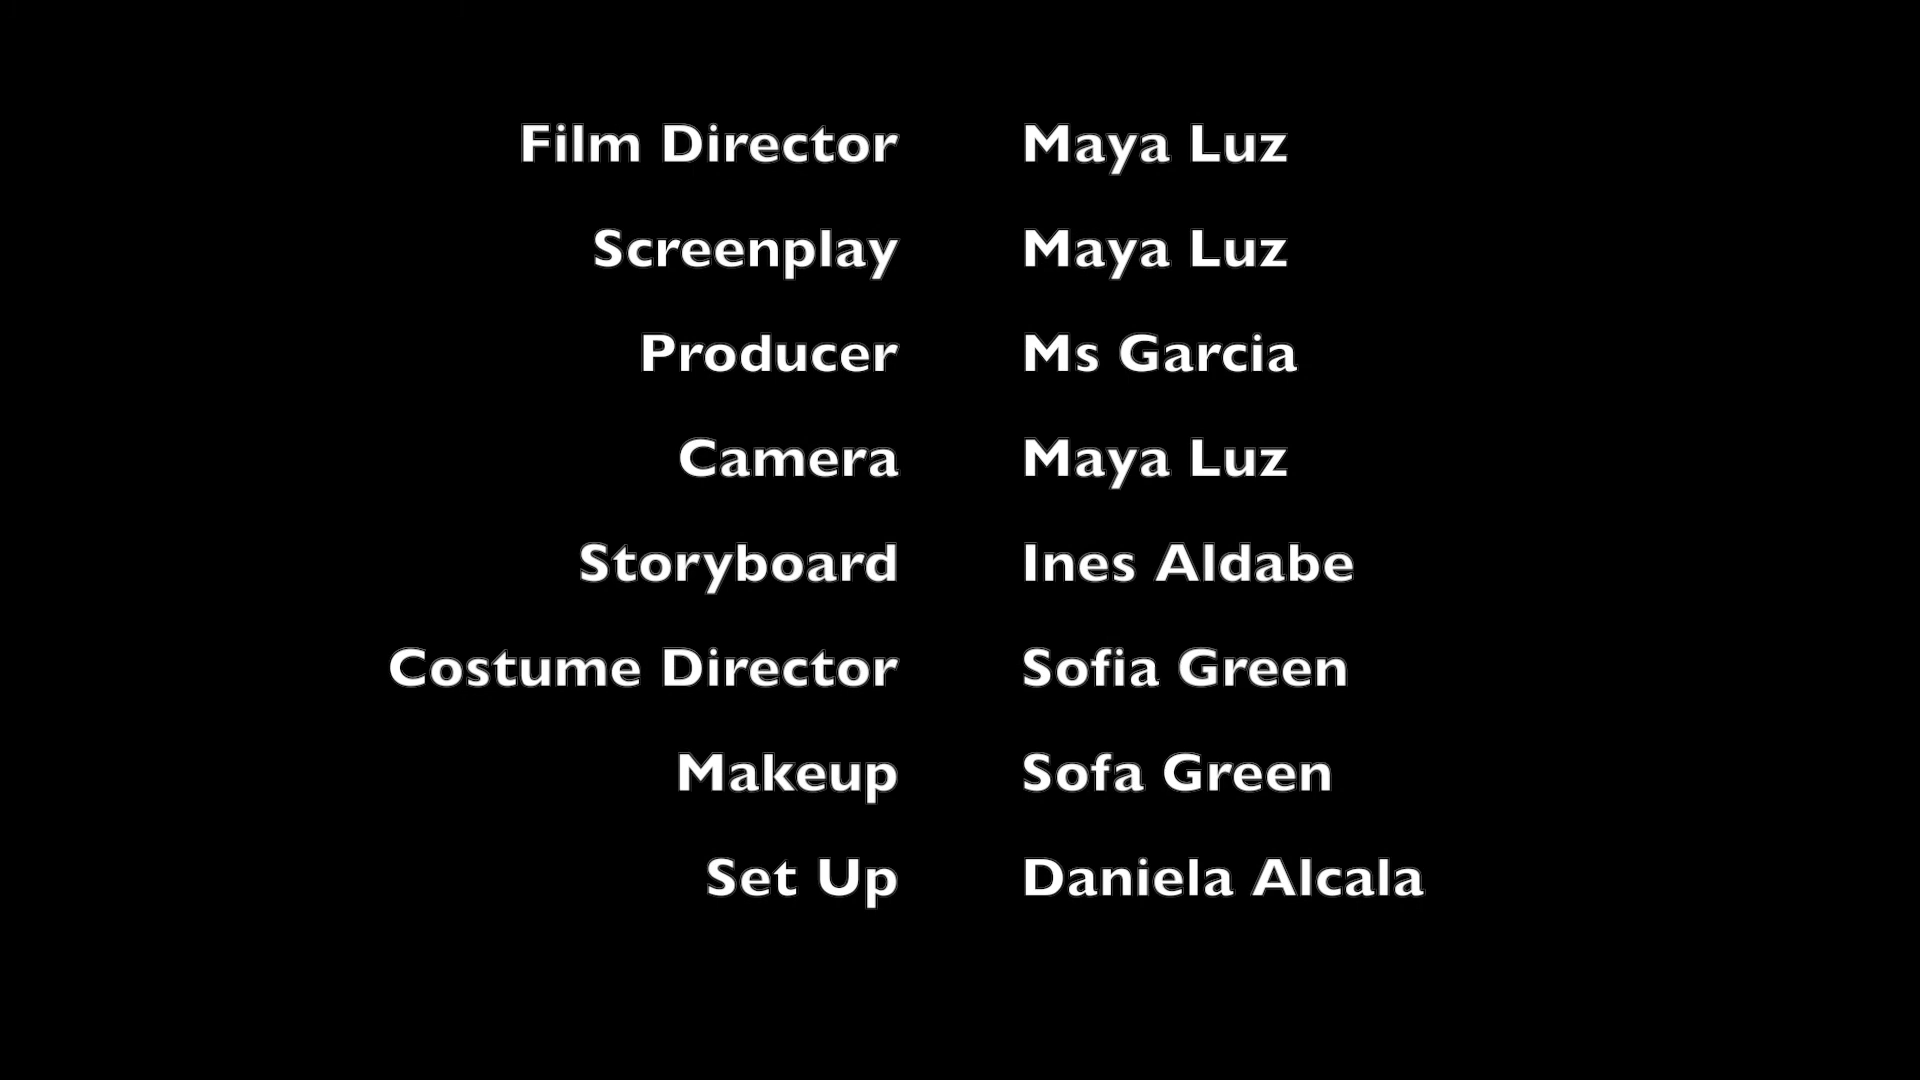 Film Director Maya Luz
Screenplay Maya Luz
Producer Ms Garcia
Camera Maya Luz
Storyboard Ines Aldabe
Costume Director Sofia Green
Makeup Sofa Green
Set Up Daniela Alcala